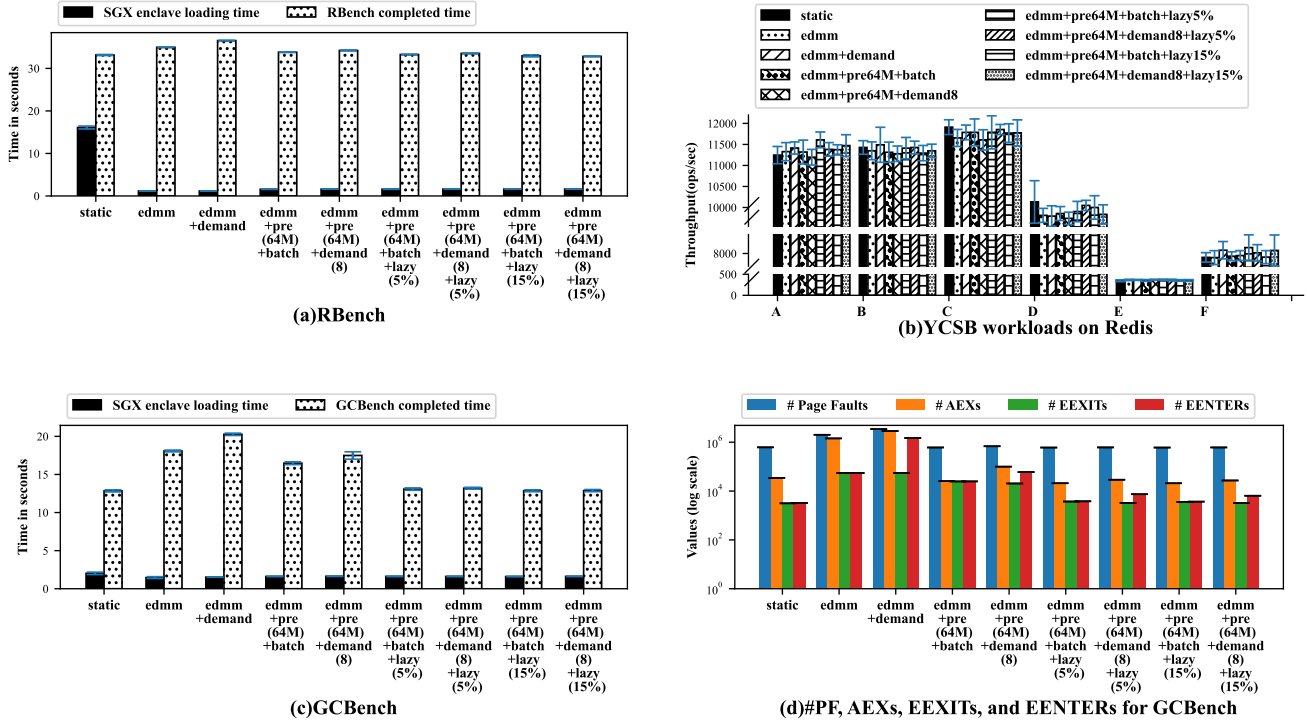 SGX enclave loading time RBench completed time
Time in seconds
30
20
10
0
static edmm edmm edmm edmm edmm edmm edmm edmm
+demand +pre +pre +pre +pre +pre +pre
(64M) (64M) (64M) (64M) (64M) (64M)
+batch +demand +batch +demand +batch +demand
(8) +lazy (8) +lazy (8)
(5%) +lazy (15%) +lazy
(5%) (15%)
(a)RBench
static edmm+pre64M+batch+lazy5%
edmm edmm+pre64M+demand8+lazy5%
edmm+demand edmm+pre64M+batch+lazy15%
edmm+pre64M+batch edmm+pre64M+demand8+lazy15%
edmm+pre64M+demand8
Throughput(ops/sec)
12000
11500
11000
10500
10000
8000
500
0
A B C D E F
(b)YCSB workloads on Redis
SGX enclave loading time GCBench completed time
Time in seconds
20
15
10
5
0
static edmm edmm edmm edmm edmm edmm edmm edmm
+demand +pre +pre +pre +pre +pre +pre
(64M) (64M) (64M) (64M) (64M) (64M)
+batch +demand +batch +demand +batch +demand
(8) +lazy (8) +lazy (8)
(5%) +lazy (15%) +lazy
(5%) (15%)
(c)GCBench
# Page Faults # AEXs # EEXITs # EENTERs
Values (log scale)
10⁶
10⁴
10²
10⁰
static edmm edmm edmm edmm edmm edmm edmm edmm
+demand +pre +pre +pre +pre +pre +pre
(64M) (64M) (64M) (64M) (64M) (64M)
+batch +demand +batch +demand +batch +demand
(8) +lazy (8) +lazy (8)
(5%) +lazy (15%) +lazy
(5%) (15%)
(d)#PF, AEXs, EEXITs, and EENTERs for GCBench